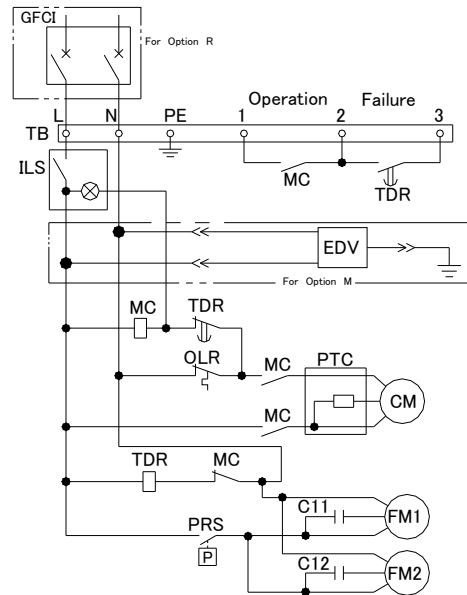 GFCI
For Option R
Operation Failure
L N PE 1 2 3
TB
ILS
MC
TDR
EDV
For Option M
MC TDR
OLR
MC PTC
CM
MC
TDR MC
C11
FM1
PRS
P
C12
FM2